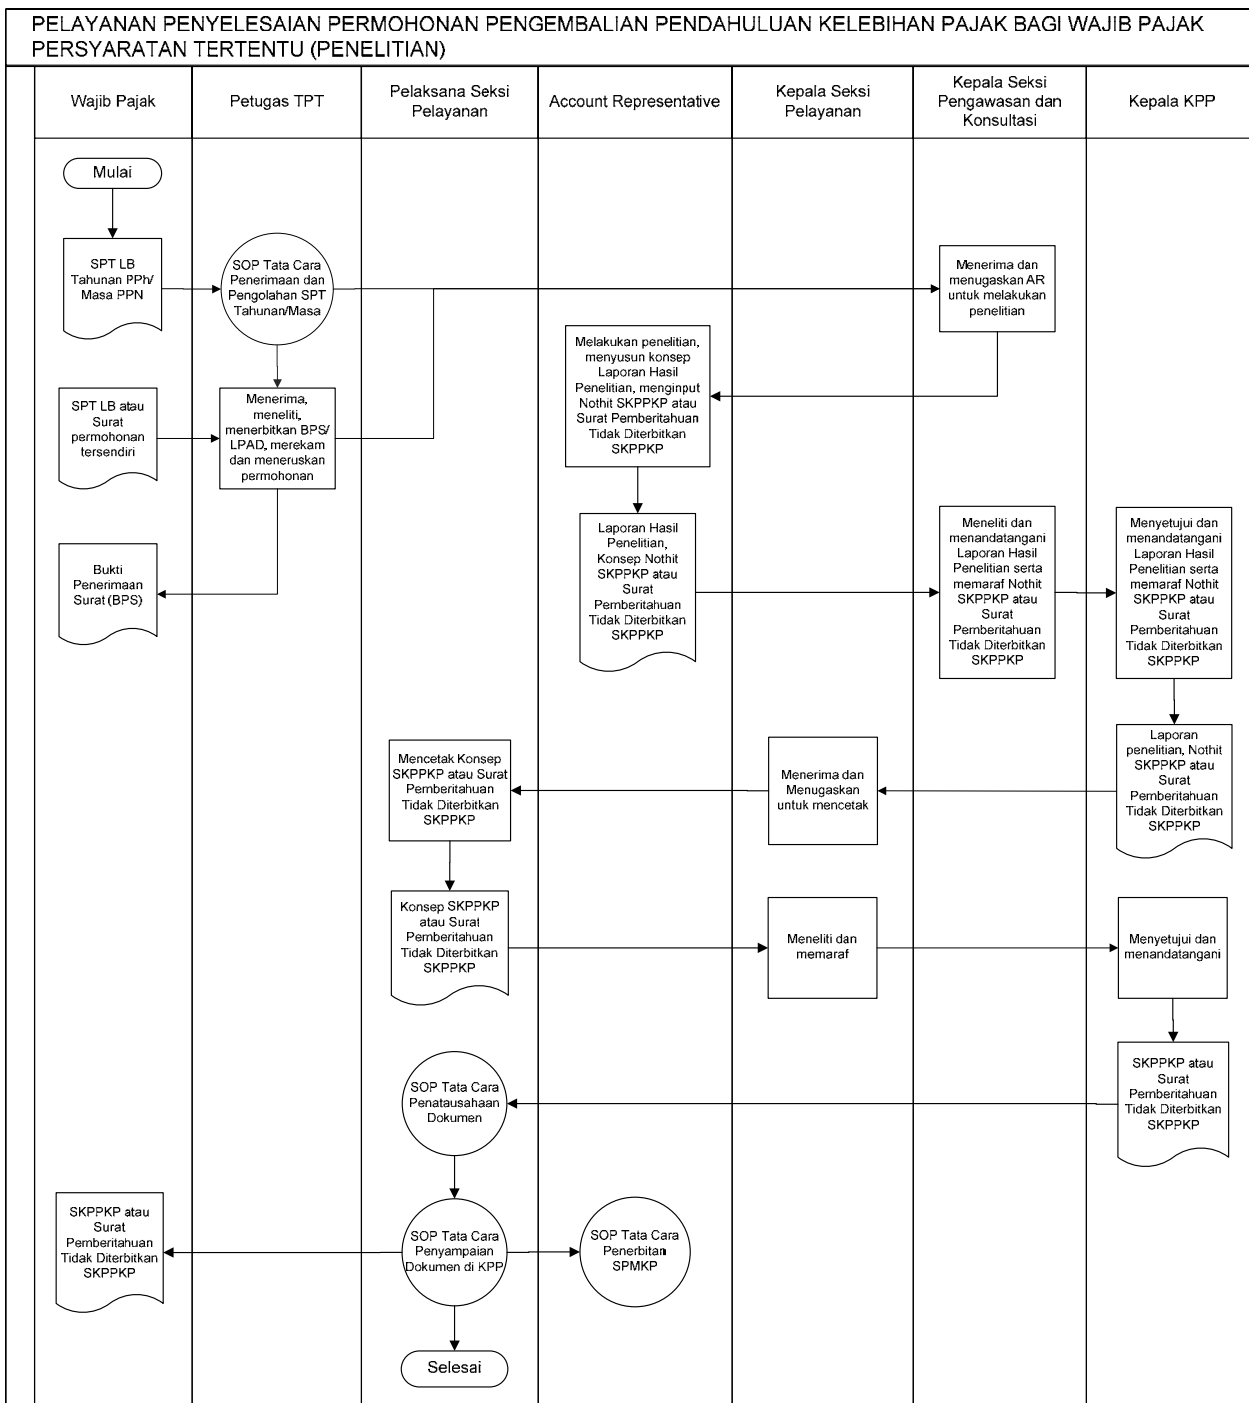 PELAYANAN PENYELESAIAN PERMOHONAN PENGEMBALIAN PENDAHULUAN KELEBIHAN PAJAK BAGI WAJIB PAJAK
PERSYARATAN TERTENTU (PENELITIAN)
Wajib Pajak
Petugas TPT
Pelaksana Seksi
Pelayanan
Account Representative
Kepala Seksi
Pelayanan
Kepala Seksi
Pengawasan dan
Konsultasi
Kepala KPP
Mulai
SPT LB
Tahunan PPh/
Masa PPN
SOP Tata Cara
Penerimaan dan
Pengolahan SPT
Tahunan/Masa
Menerima dan
menugaskan AR
untuk melakukan
penelitian
Melakukan penelitian,
menyusun konsep
Laporan Hasil
Penelitian, menginput
Nothit SKPPKP atau
Surat Pemberitahuan
Tidak Diterbitkan
SKPPKP
SPT LB atau
Surat
permohonan
tersendiri
Menerima,
meneliti,
menerbitkan BPS/
LPAD, merekam
dan meneruskan
permohonan
Bukti
Penerimaan
Surat (BPS)
Laporan Hasil
Penelitian,
Konsep Nothit
SKPPKP atau
Surat
Pemberitahuan
Tidak Diterbitkan
SKPPKP
Meneliti dan
menandatangani
Laporan Hasil
Penelitian serta
memaraf Nothit
SKPPKP atau
Surat
Pemberitahuan
Tidak Diterbitkan
SKPPKP
Menyetujui dan
menandatangani
Laporan Hasil
Penelitian serta
memaraf Nothit
SKPPKP atau
Surat
Pemberitahuan
Tidak Diterbitkan
SKPPKP
Mencetak Konsep
SKPPKP atau Surat
Pemberitahuan
Tidak Diterbitkan
SKPPKP
Menerima dan
Menugaskan
untuk mencetak
Laporan
penelitian, Nothit
SKPPKP atau
Surat
Pemberitahuan
Tidak Diterbitkan
SKPPKP
Konsep SKPPKP
atau Surat
Pemberitahuan
Tidak Diterbitkan
SKPPKP
Meneliti dan
memaraf
Menyetujui dan
menandatangani
SOP Tata Cara
Penatausahaan
Dokumen
SKPPKP atau
Surat
Pemberitahuan
Tidak Diterbitkan
SKPPKP
SKPPKP atau
Surat
Pemberitahuan
Tidak Diterbitkan
SKPPKP
SOP Tata Cara
Penyampaian
Dokumen di KPP
SOP Tata Cara
Penerbitan
SPMKP
Selesai